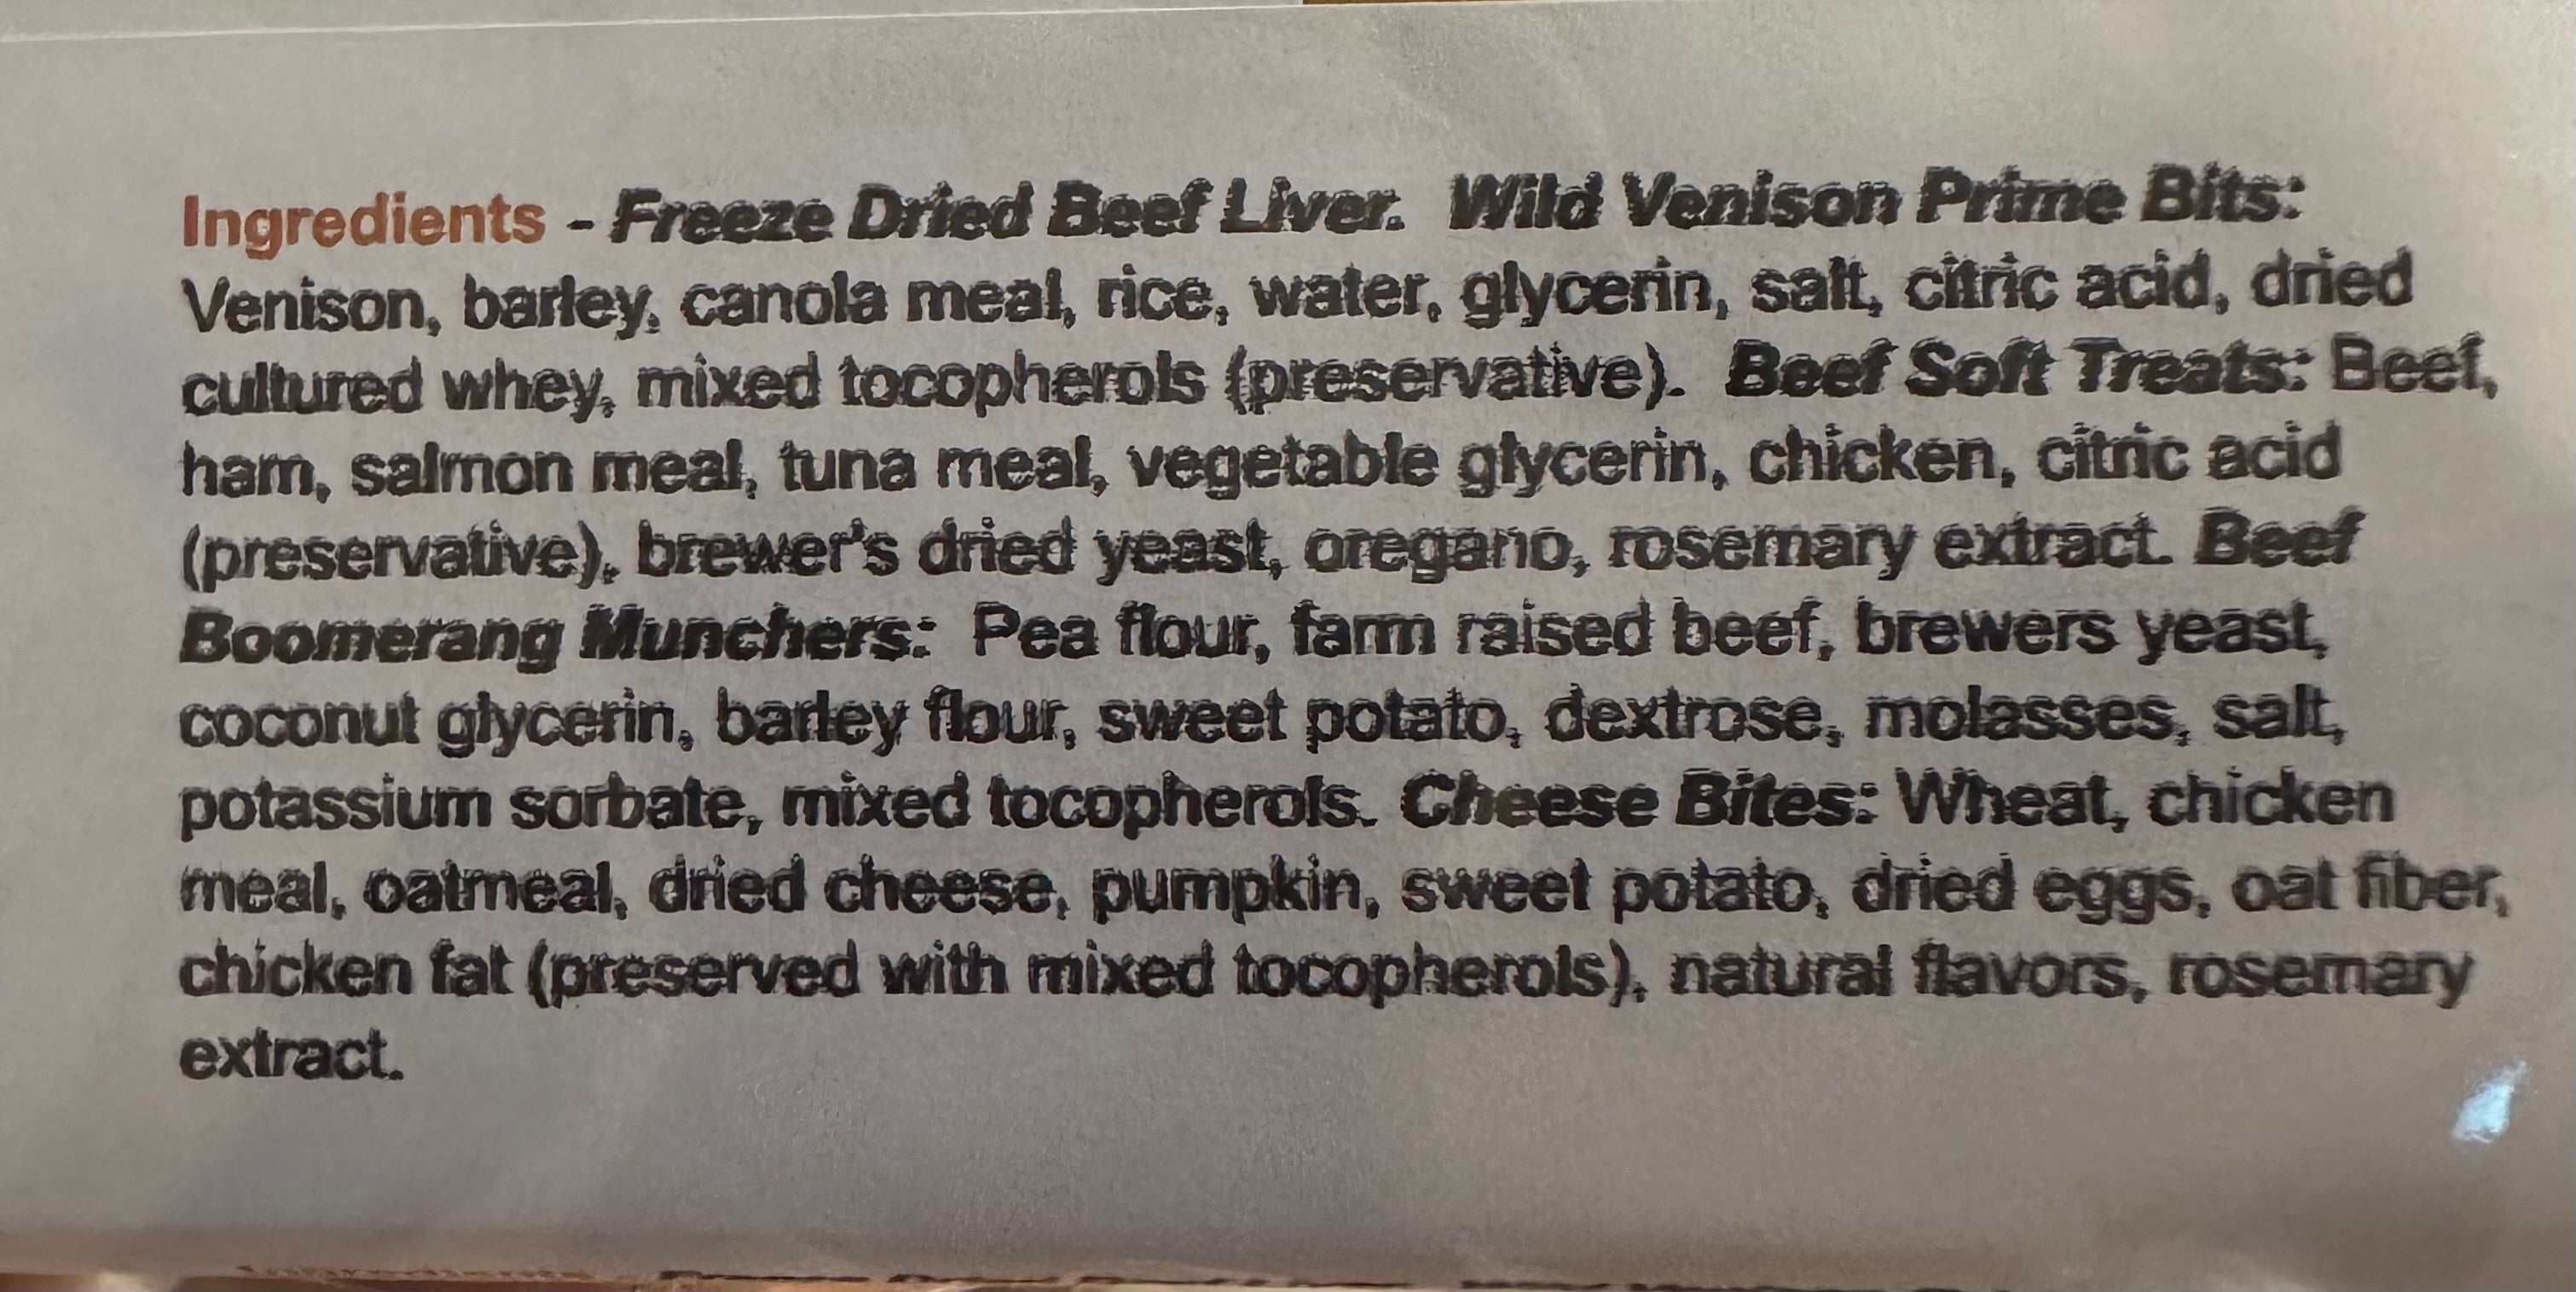 Ingredients - Freeze Dried Beef Liver. Wild Venison Prime Bits:
Venison, barley, canola meal, rice, water, glycerin, salt, citric acid, dried
cultured whey, mixed tocopherols (preservative). Beef Soft Treats: Beef,
ham, salmon meal, tuna meal, vegetable glycerin, chicken, citric acid
(preservative), brewer's dried yeast, oregano, rosemary extract. Beef
Boomerang Munchers: Pea flour, farm raised beef, brewers yeast,
coconut glycerin, barley flour, sweet potato, dextrose, molasses, salt,
potassium sorbate, mixed tocopherols. Cheese Bites: Wheat, chicken
meal, oatmeal, dried cheese, pumpkin, sweet potato, dried eggs, oat fiber,
chicken fat (preserved with mixed tocopherols), natural flavors, rosemary
extract.